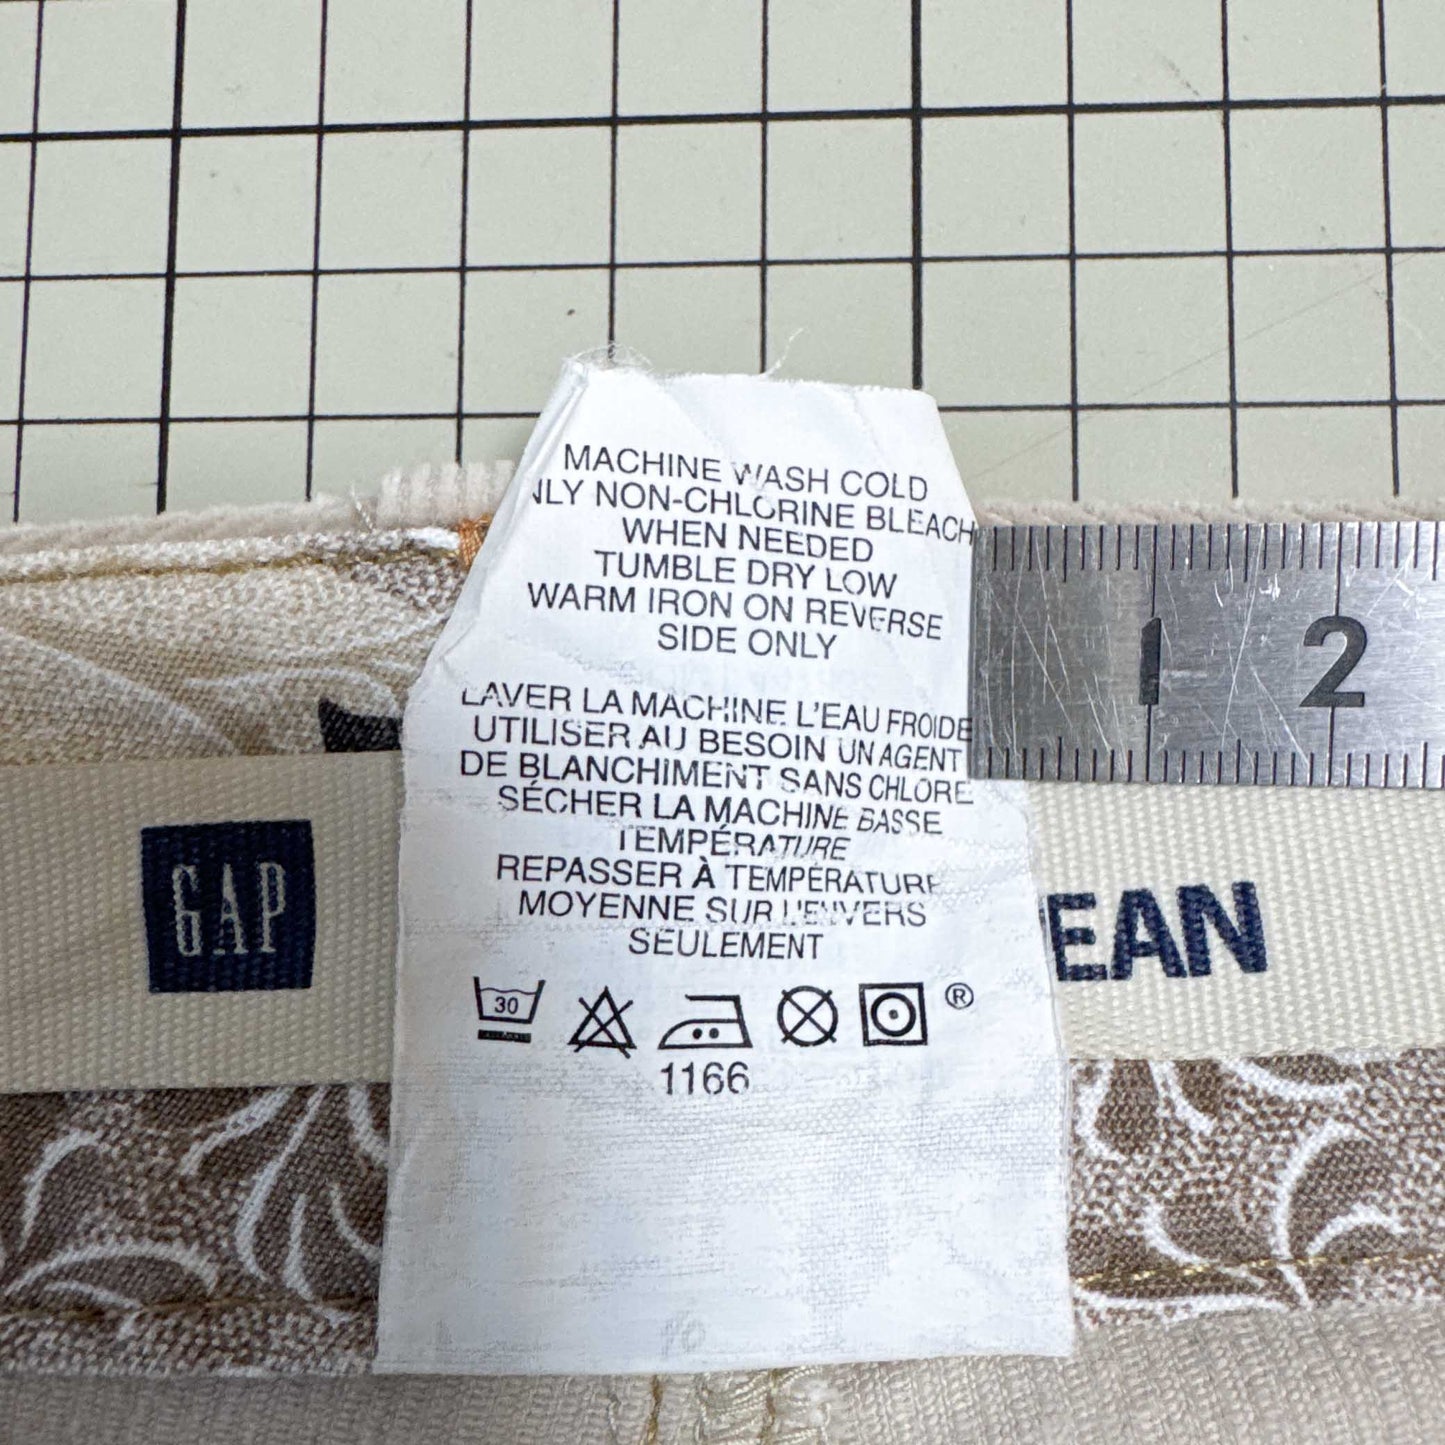 MACHINE WASH COLD
NLY NON-CHLORINE BLEACH
WHEN NEEDED
TUMBLE DRY LOW
WARM IRON ON REVERSE
SIDE ONLY
LAVER LA MACHINE L'EAU FROIDE
UTILISER AU BESOIN UN AGENT
DE BLANCHIMENT SANS CHLORE
SÉCHER LA MACHINE BASSE
TEMPÉRATURE
REPASSER À TEMPÉRATURE
MOYENNE SUR L'ENVERS
SEULEMENT
30
®
1166
GAP
EAN
1 2